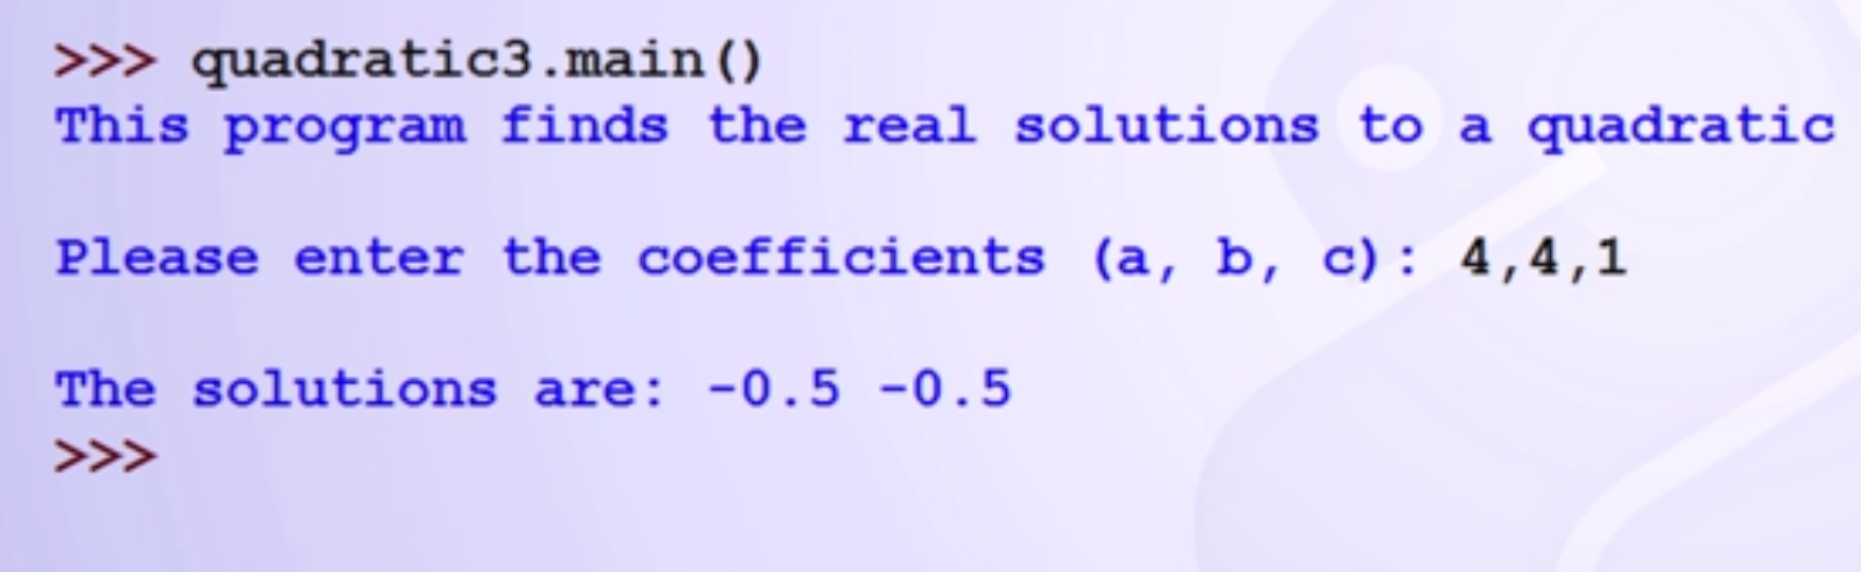 >>> quadratic3.main()
This program finds the real solutions to a quadratic
Please enter the coefficients (a, b, c): 4,4,1
The solutions are: -0.5 -0.5
>>>